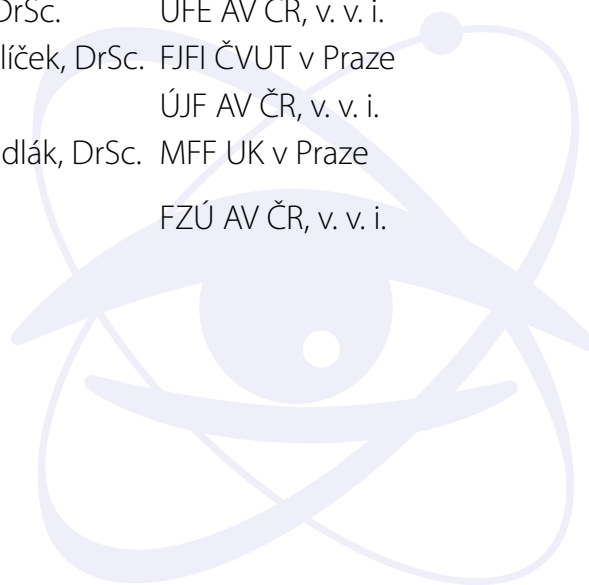 DrSc. ÚFE AV ČR, v. v. i.
líček, DrSc. FJFI ČVUT v Praze
ÚJF AV ČR, v. v. i.
dlák, DrSc. MFF UK v Praze
FZÚ AV ČR, v. v. i.